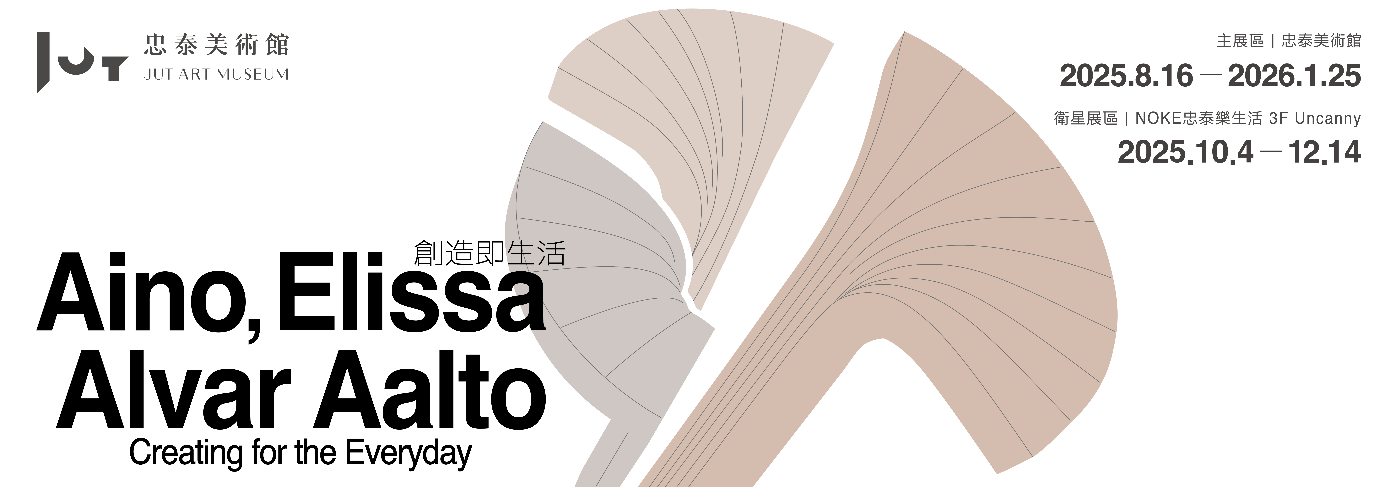 JUT 忠泰美術館
JUT ART MUSEUM
主展區 | 忠泰美術館
2025.8.16 — 2026.1.25
衛星展區 | NOKE忠泰樂生活 3F Uncanny
2025.10.4 — 12.14
創造即生活
Aino, Elissa
Alvar Aalto
Creating for the Everyday